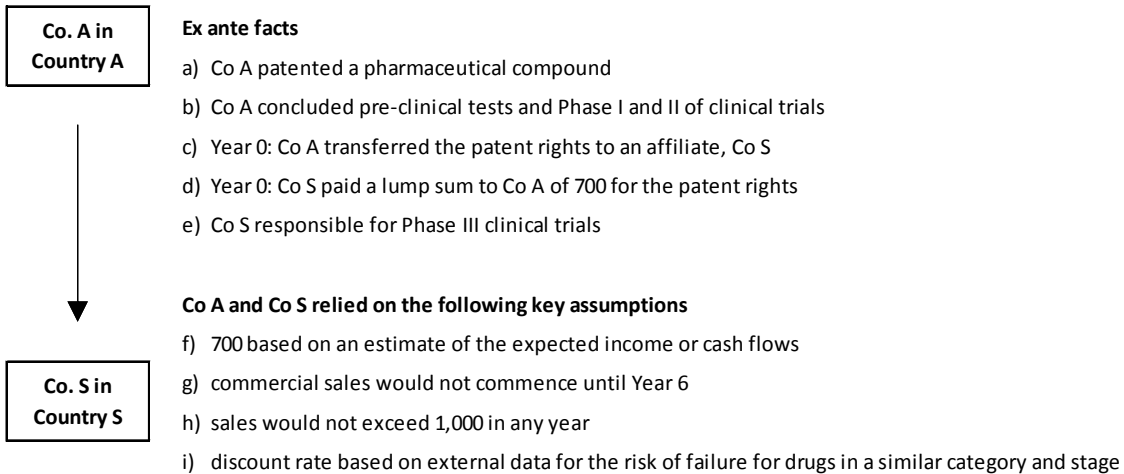 Co. A in
Country A
Ex ante facts
a) Co A patented a pharmaceutical compound
b) Co A concluded pre-clinical tests and Phase I and II of clinical trials
c) Year 0: Co A transferred the patent rights to an affiliate, Co S
d) Year 0: Co S paid a lump sum to Co A of 700 for the patent rights
e) Co S responsible for Phase III clinical trials
Co A and Co S relied on the following key assumptions
f) 700 based on an estimate of the expected income or cash flows
g) commercial sales would not commence until Year 6
h) sales would not exceed 1,000 in any year
i) discount rate based on external data for the risk of failure for drugs in a similar category and stage
Co. S in
Country S